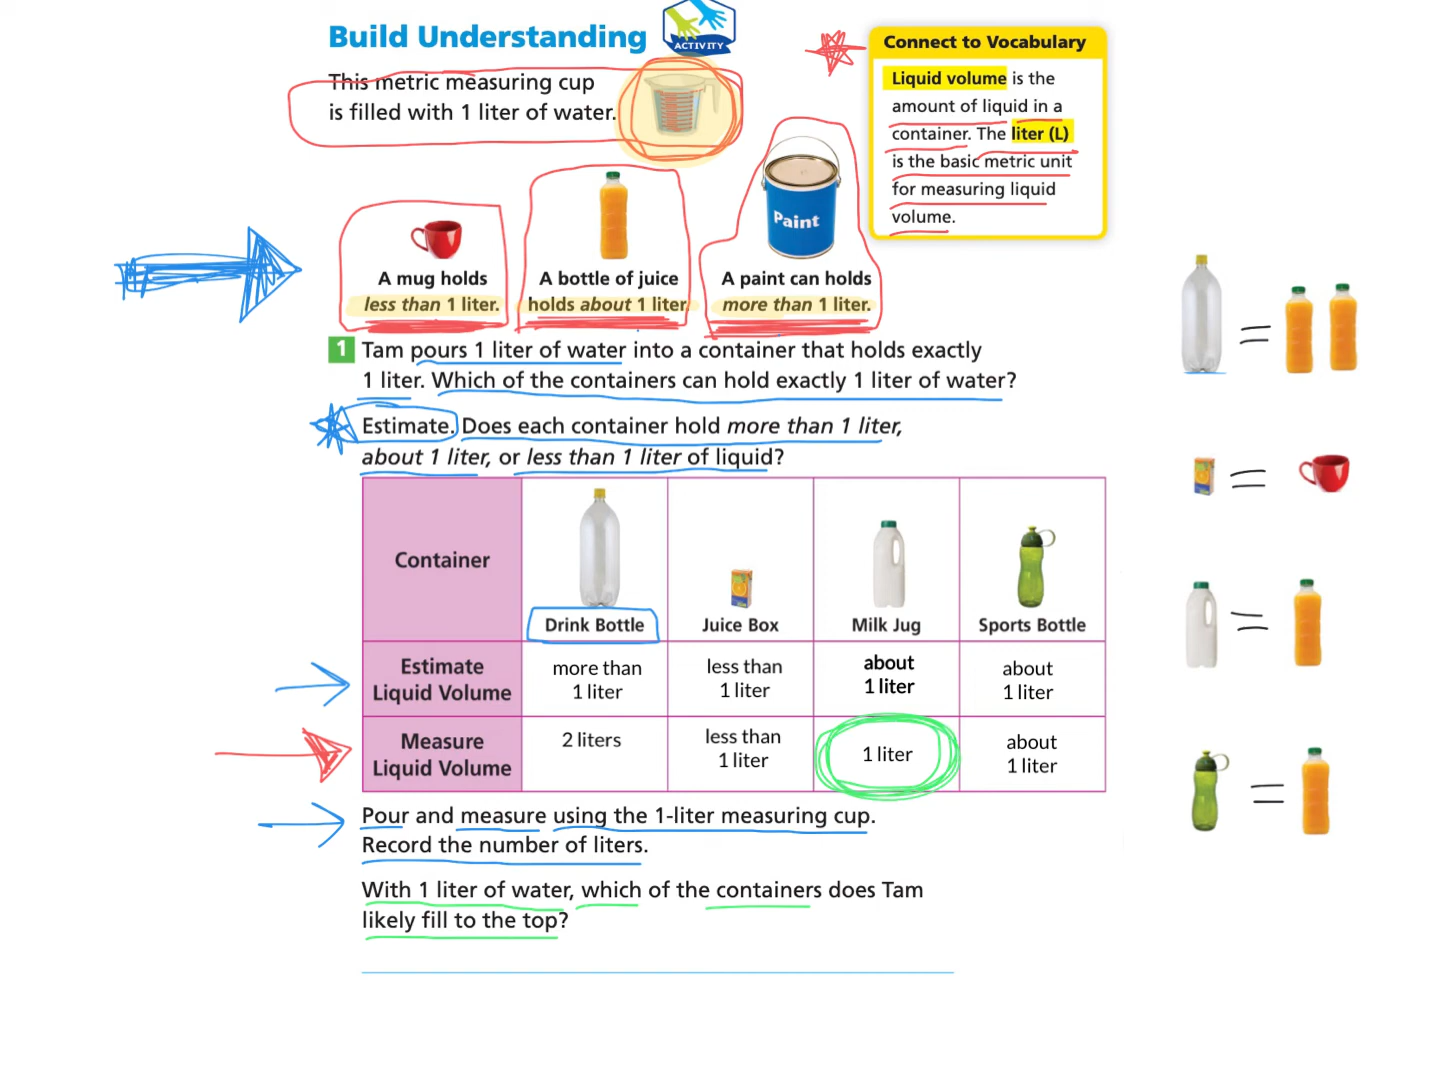 Build Understanding
ACTIVITY
This metric measuring cup
is filled with 1 liter of water.
Connect to Vocabulary
Liquid volume is the
amount of liquid in a
container. The liter (L)
is the basic metric unit
for measuring liquid
volume.
Paint
A mug holds
less than 1 liter.
A bottle of juice
holds about 1 liter.
A paint can holds
more than 1 liter.
1 Tam pours 1 liter of water into a container that holds exactly
1 liter. Which of the containers can hold exactly 1 liter of water?
Estimate. Does each container hold more than 1 liter,
about 1 liter, or less than 1 liter of liquid?
Container
Drink Bottle
Juice Box
Milk Jug
Sports Bottle
Estimate
Liquid Volume
more than
1 liter
less than
1 liter
about
1 liter
about
1 liter
Measure
Liquid Volume
2 liters
less than
1 liter
1 liter
about
1 liter
Pour and measure using the 1-liter measuring cup.
Record the number of liters.
With 1 liter of water, which of the containers does Tam
likely fill to the top?
=
=
=
=